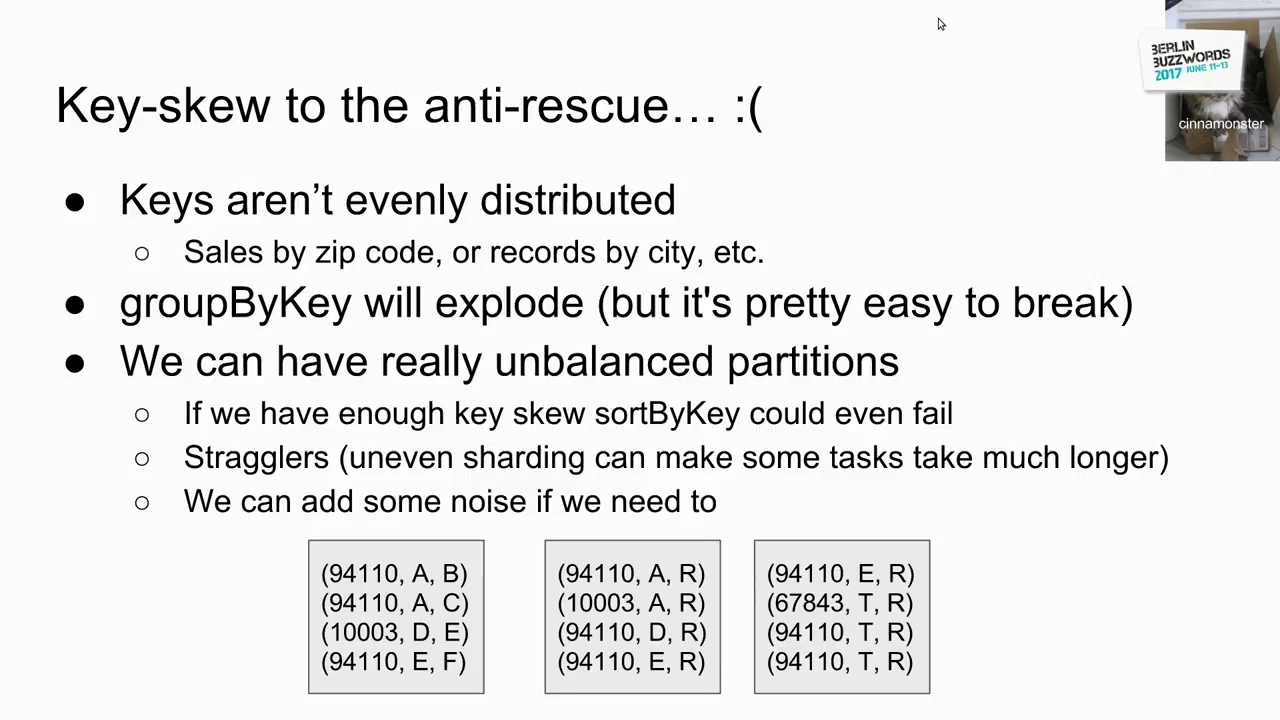 BERLIN
BUZZWORDS
2017 JUNE 11-13
cinnamonster
Key-skew to the anti-rescue… :(
● Keys aren’t evenly distributed
○ Sales by zip code, or records by city, etc.
● groupByKey will explode (but it's pretty easy to break)
● We can have really unbalanced partitions
○ If we have enough key skew sortByKey could even fail
○ Stragglers (uneven sharding can make some tasks take much longer)
○ We can add some noise if we need to
(94110, A, B)
(94110, A, C)
(10003, D, E)
(94110, E, F)
(94110, A, R)
(10003, A, R)
(94110, D, R)
(94110, E, R)
(94110, E, R)
(67843, T, R)
(94110, T, R)
(94110, T, R)